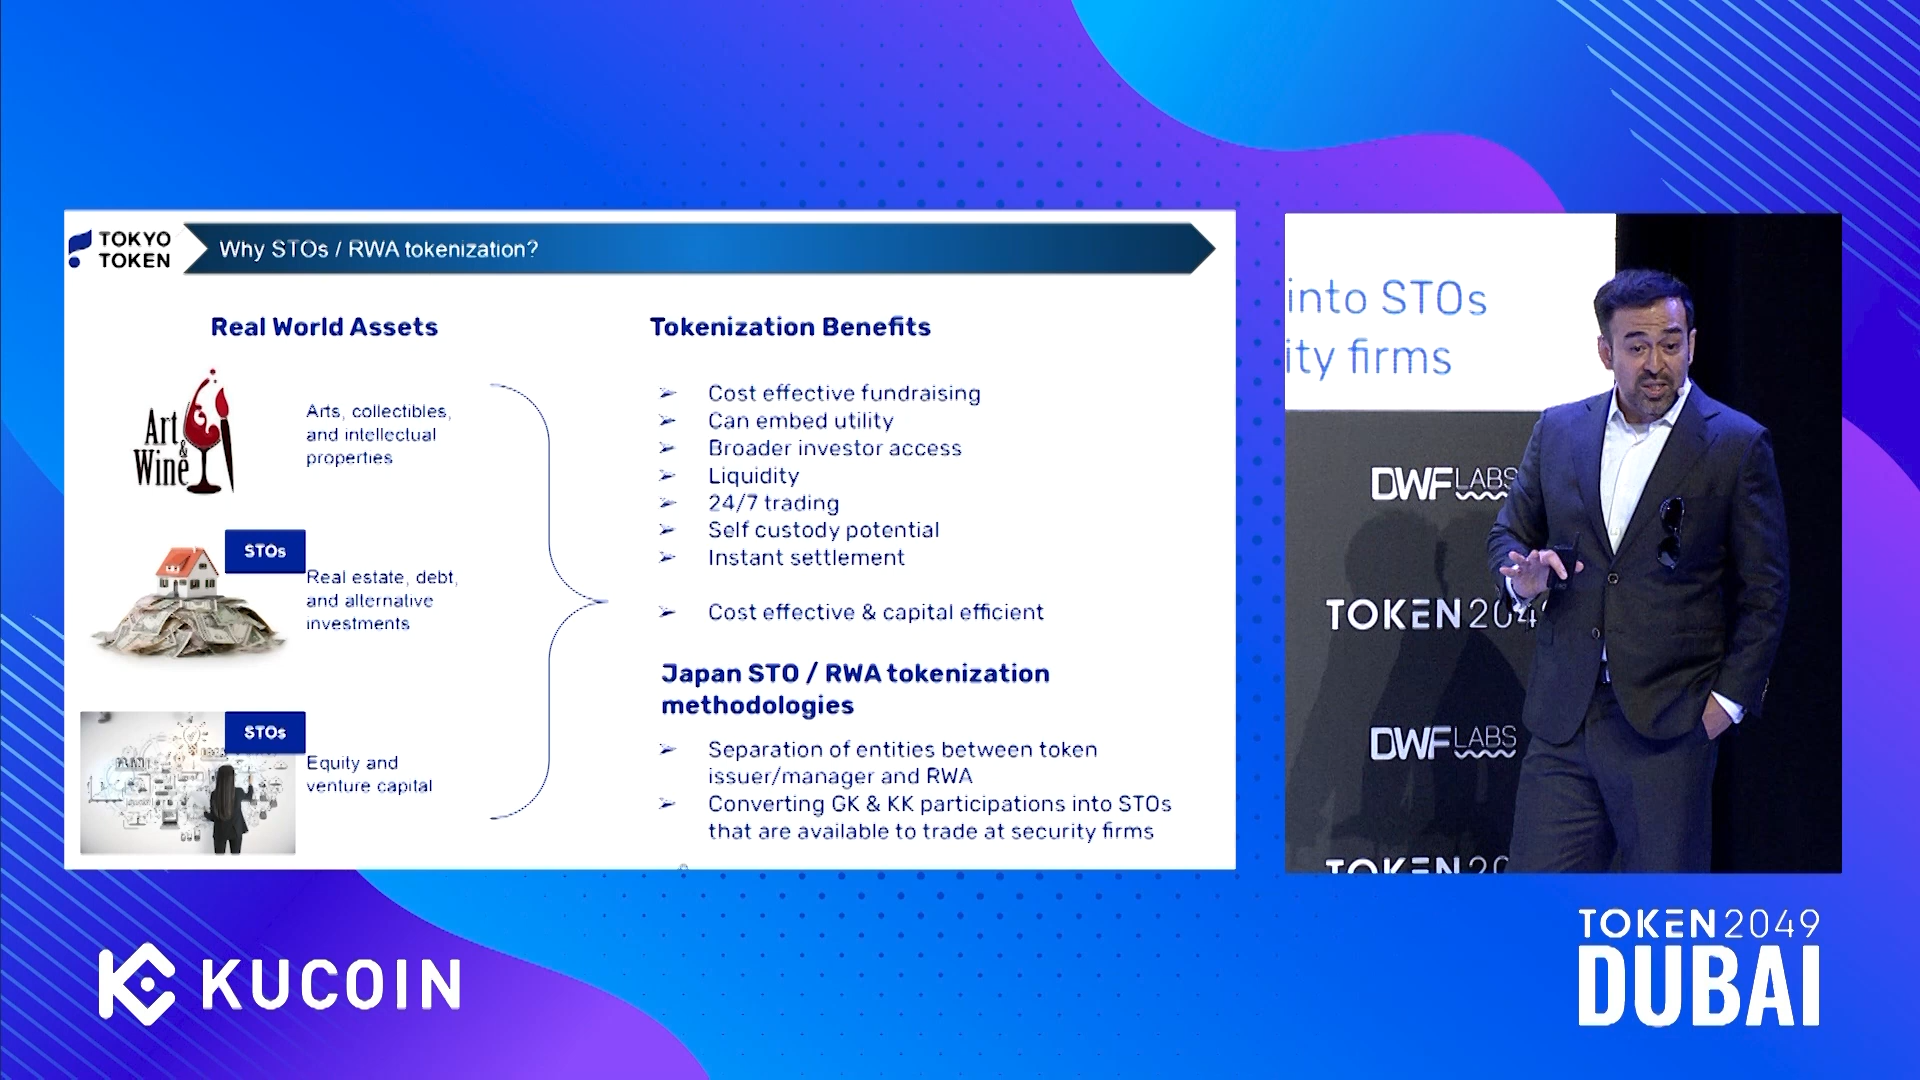 TOKYO
TOKEN
Why STOs / RWA tokenization?
Real World Assets
Art
&
Wine
Arts, collectibles,
and intellectual
properties
STOs
Real estate, debt,
and alternative
investments
STOs
Equity and
venture capital
Tokenization Benefits
➢ Cost effective fundraising
➢ Can embed utility
➢ Broader investor access
➢ Liquidity
➢ 24/7 trading
➢ Self custody potential
➢ Instant settlement
➢ Cost effective & capital efficient
Japan STO / RWA tokenization
methodologies
➢ Separation of entities between token
issuer/manager and RWA
➢ Converting GK & KK participations into STOs
that are available to trade at security firms
into STOs
ity firms
DWF LABS
TOKEN 2049
DWF LABS
TOKEN 20
KUCOIN
TOKEN2049
DUBAI